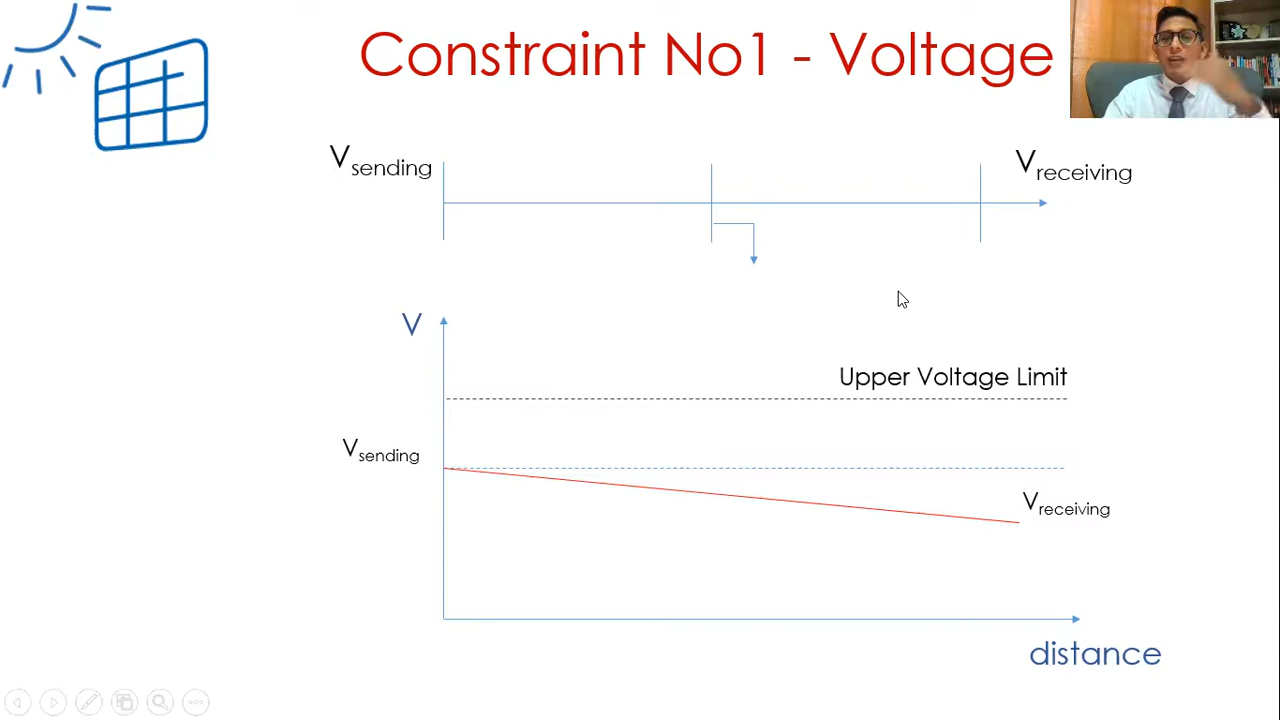 Constraint No1 - Voltage
Vsending
Vreceiving
V
Upper Voltage Limit
Vsending
Vreceiving
distance